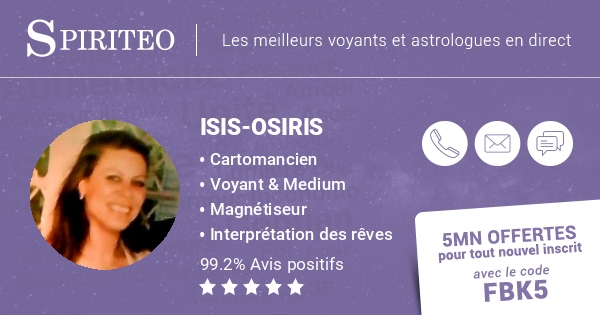 SPIRITEO
Les meilleurs voyants et astrologues en direct
ISIS-OSIRIS
• Cartomancien
• Voyant & Medium
• Magnétiseur
• Interprétation des rêves
99.2% Avis positifs
5MN OFFERTES
pour tout nouvel inscrit
avec le code
FBK5